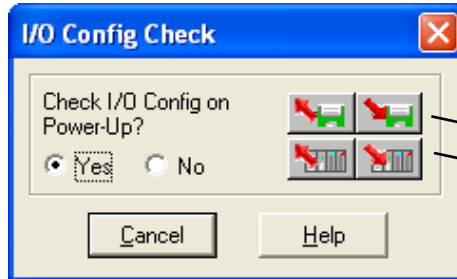 I/O Config Check
Check I/O Config on
Power-Up?
Yes No
Cancel Help